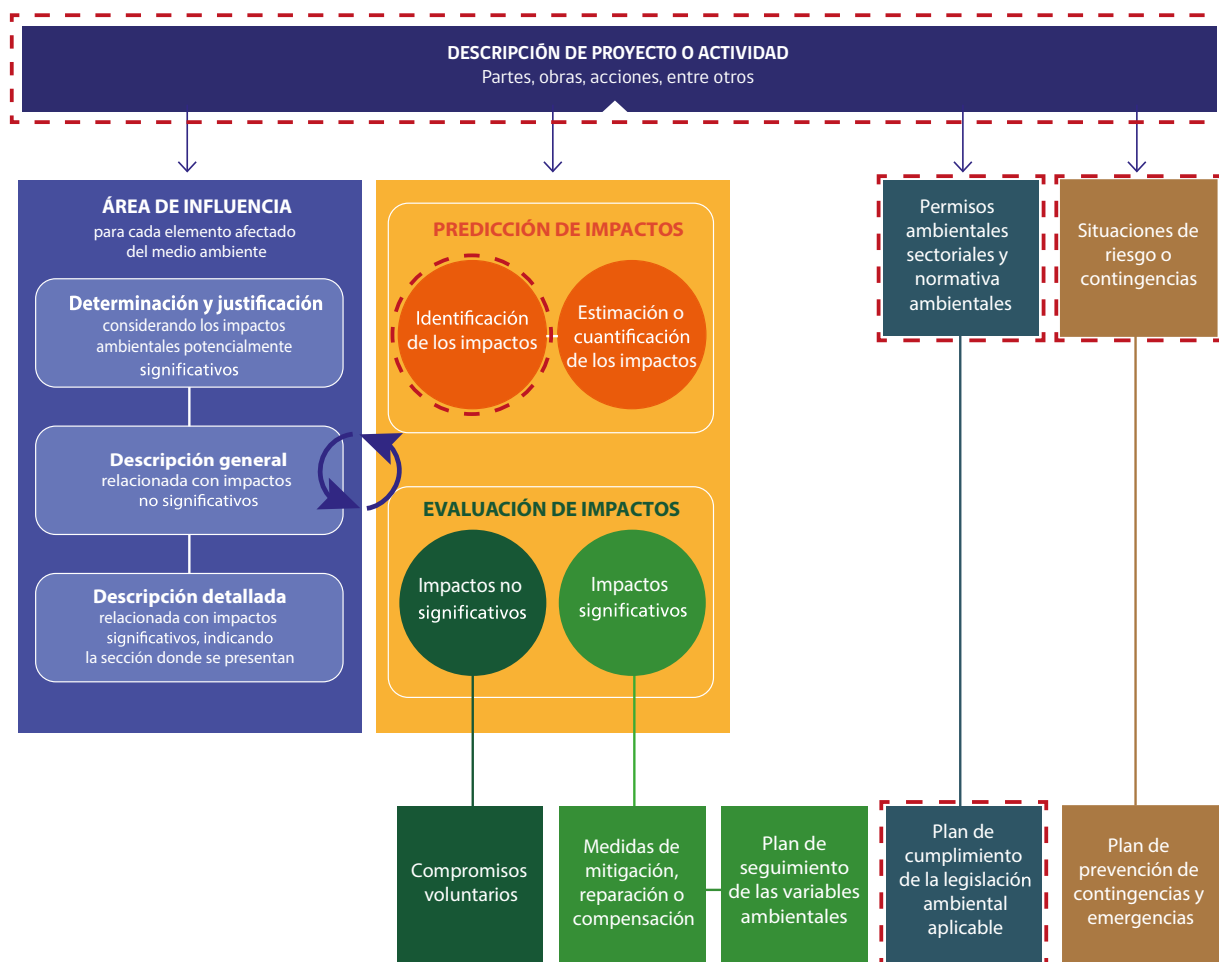 DESCRIPCIÓN DE PROYECTO O ACTIVIDAD
Partes, obras, acciones, entre otros
ÁREA DE INFLUENCIA
para cada elemento afectado
del medio ambiente
Determinación y justificación
considerando los impactos
ambientales potencialmente
significativos
Descripción general
relacionada con impactos
no significativos
Descripción detallada
relacionada con impactos
significativos, indicando
la sección donde se presentan
PREDICCIÓN DE IMPACTOS
Identificación
de los impactos
Estimación o
cuantificación
de los impactos
EVALUACIÓN DE IMPACTOS
Impactos no
significativos
Impactos
significativos
Permisos
ambientales
sectoriales y
normativa
ambientales
Situaciones de
riesgo o
contingencias
Compromisos
voluntarios
Medidas de
mitigación,
reparación o
compensación
Plan de
seguimiento
de las variables
ambientales
Plan de
cumplimiento
de la legislación
ambiental
aplicable
Plan de
prevención de
contingencias y
emergencias